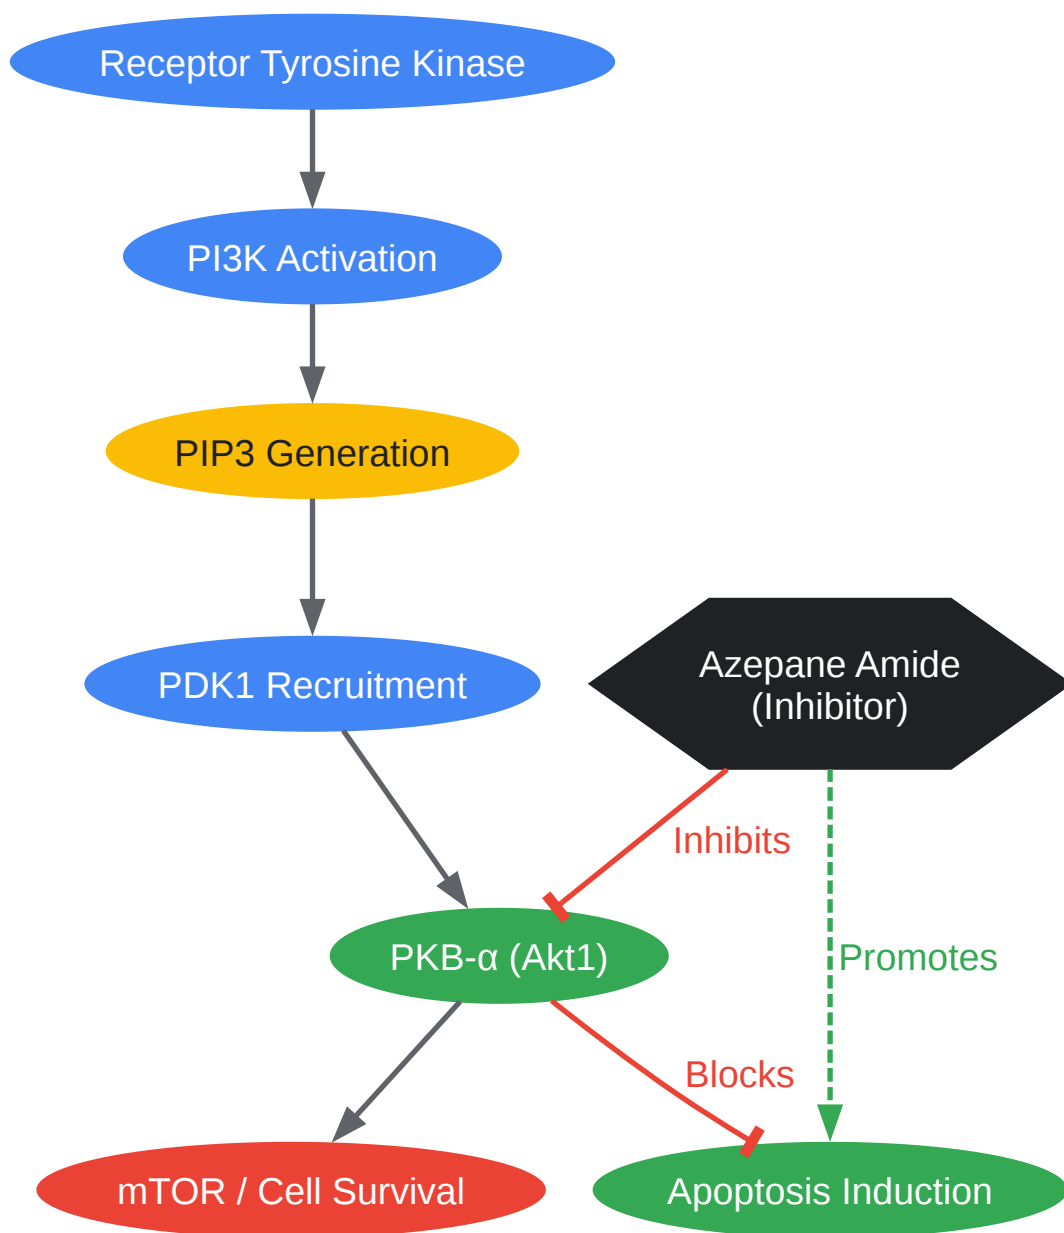 Receptor Tyrosine Kinase
PI3K Activation
PIP3 Generation
PDK1 Recruitment
Azepane Amide
(Inhibitor)
Inhibits
PKB-α (Akt1)
Promotes
Blocks
mTOR / Cell Survival
Apoptosis Induction